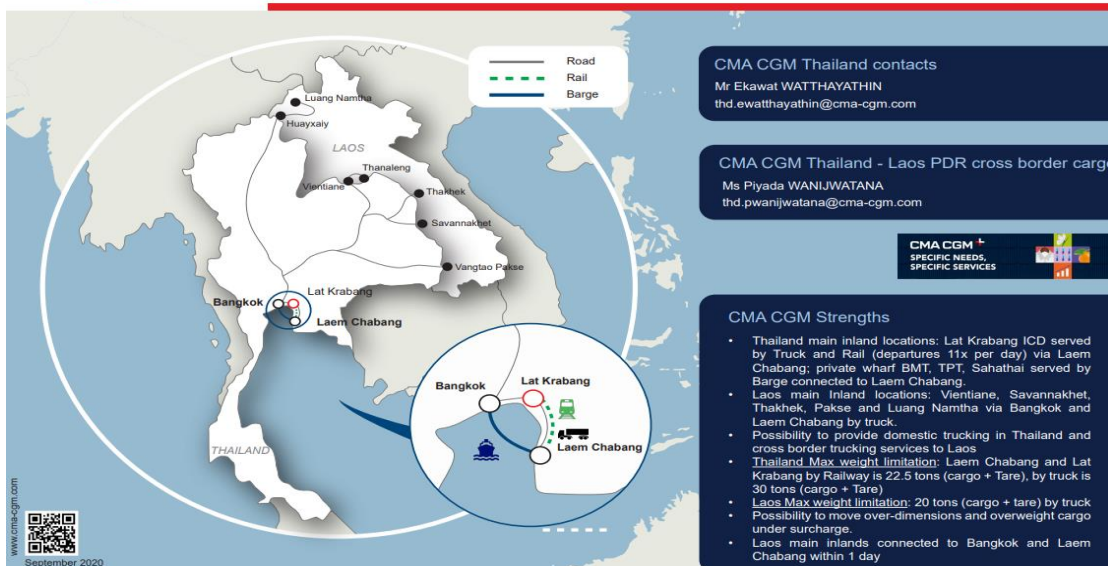 Road
Rail
Barge
Luang Namtha
Huayxaiy
LAOS
Thanaleng
Vientiane
Thakhek
Savannakhet
Vangtao Pakse
Lat Krabang
Bangkok
Laem Chabang
THAILAND
Bangkok
Lat Krabang
Laem Chabang
www.cma-cgm.com
September 2020
CMA CGM Thailand contacts
Mr Ekawat WATTHAYATHIN
thd.ewatthayathin@cma-cgm.com
CMA CGM Thailand - Laos PDR cross border cargo
Ms Piyada WANIJWATANA
thd.pwanijwatana@cma-cgm.com
CMA CGM +
SPECIFIC NEEDS,
SPECIFIC SERVICES
CMA CGM Strengths
• Thailand main inland locations: Lat Krabang ICD served
by Truck and Rail (departures 11x per day) via Laem
Chabang; private wharf BMT, TPT, Sahathai served by
Barge connected to Laem Chabang.
• Laos main Inland locations: Vientiane, Savannakhet,
Thakhek, Pakse and Luang Namtha via Bangkok and
Laem Chabang by truck.
• Possibility to provide domestic trucking in Thailand and
cross border trucking services to Laos
• Thailand Max weight limitation: Laem Chabang and Lat
Krabang by Railway is 22.5 tons (cargo + Tare), by truck is
30 tons (cargo + Tare)
• Laos Max weight limitation: 20 tons (cargo + tare) by truck
• Possibility to move over-dimensions and overweight cargo
under surcharge.
• Laos main inlands connected to Bangkok and Laem
Chabang within 1 day